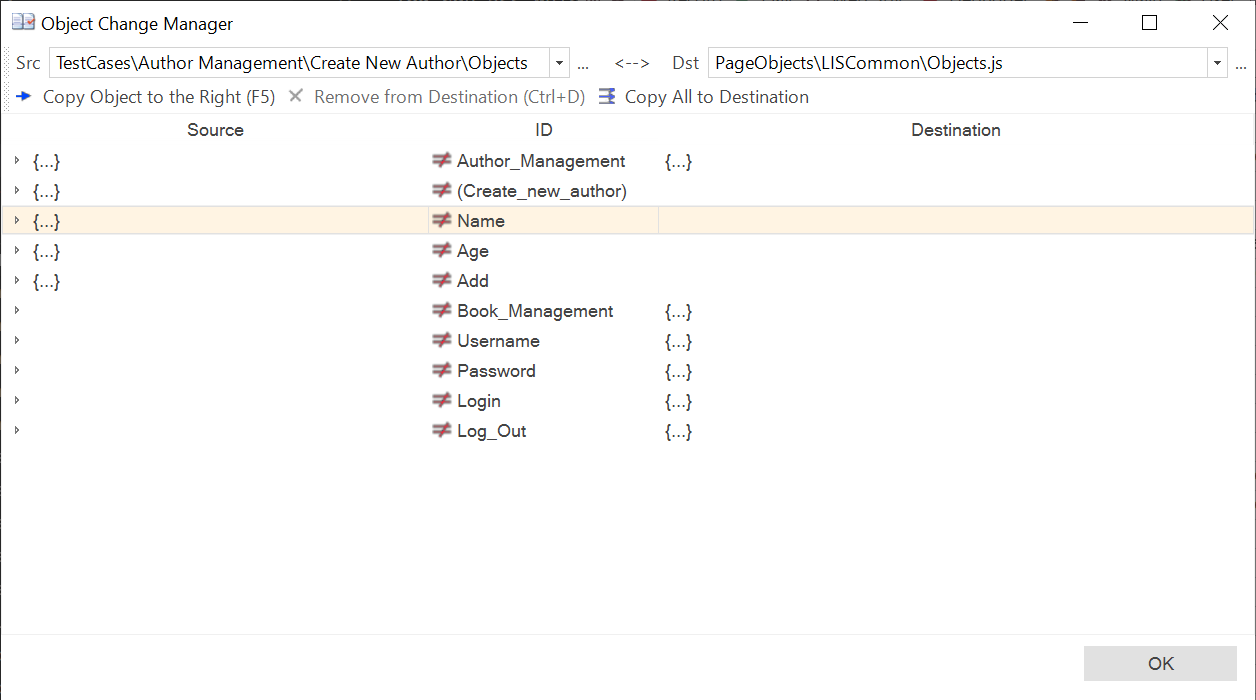 Object Change Manager
Src TestCases\Author Management\Create New Author\Objects ... <--> Dst PageObjects\LISCommon\Objects.js ...
Copy Object to the Right (F5) Remove from Destination (Ctrl+D) Copy All to Destination
Source ID Destination
{...} Author_Management {...}
{...} (Create_new_author)
{...} Name
{...} Age
{...} Add
Book_Management {...}
Username {...}
Password {...}
Login {...}
Log_Out {...}
OK